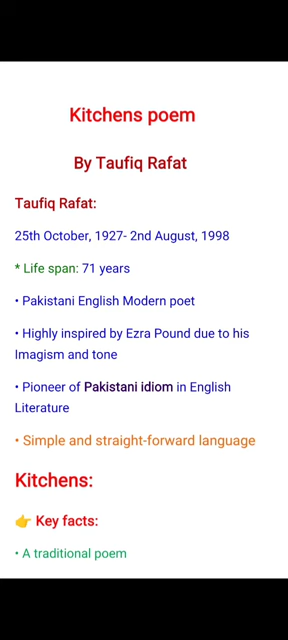 Kitchens poem
By Taufiq Rafat
Taufiq Rafat:
25th October, 1927- 2nd August, 1998
* Life span: 71 years
• Pakistani English Modern poet
• Highly inspired by Ezra Pound due to his
Imagism and tone
• Pioneer of Pakistani idiom in English
Literature
• Simple and straight-forward language
Kitchens:
👉 Key facts:
• A traditional poem